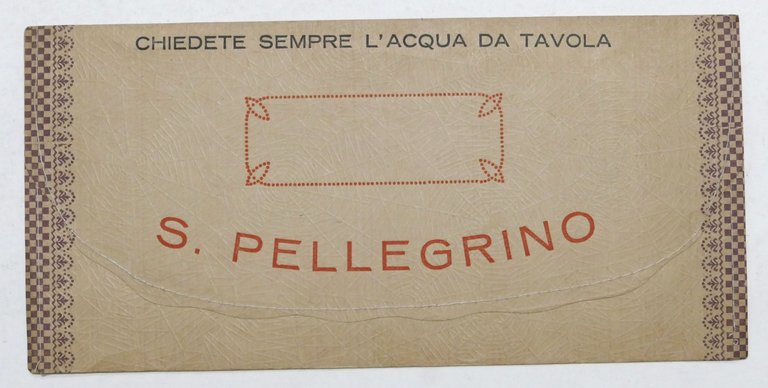 CHIEDETE SEMPRE L'ACQUA DA TAVOLA
S. PELLEGRINO